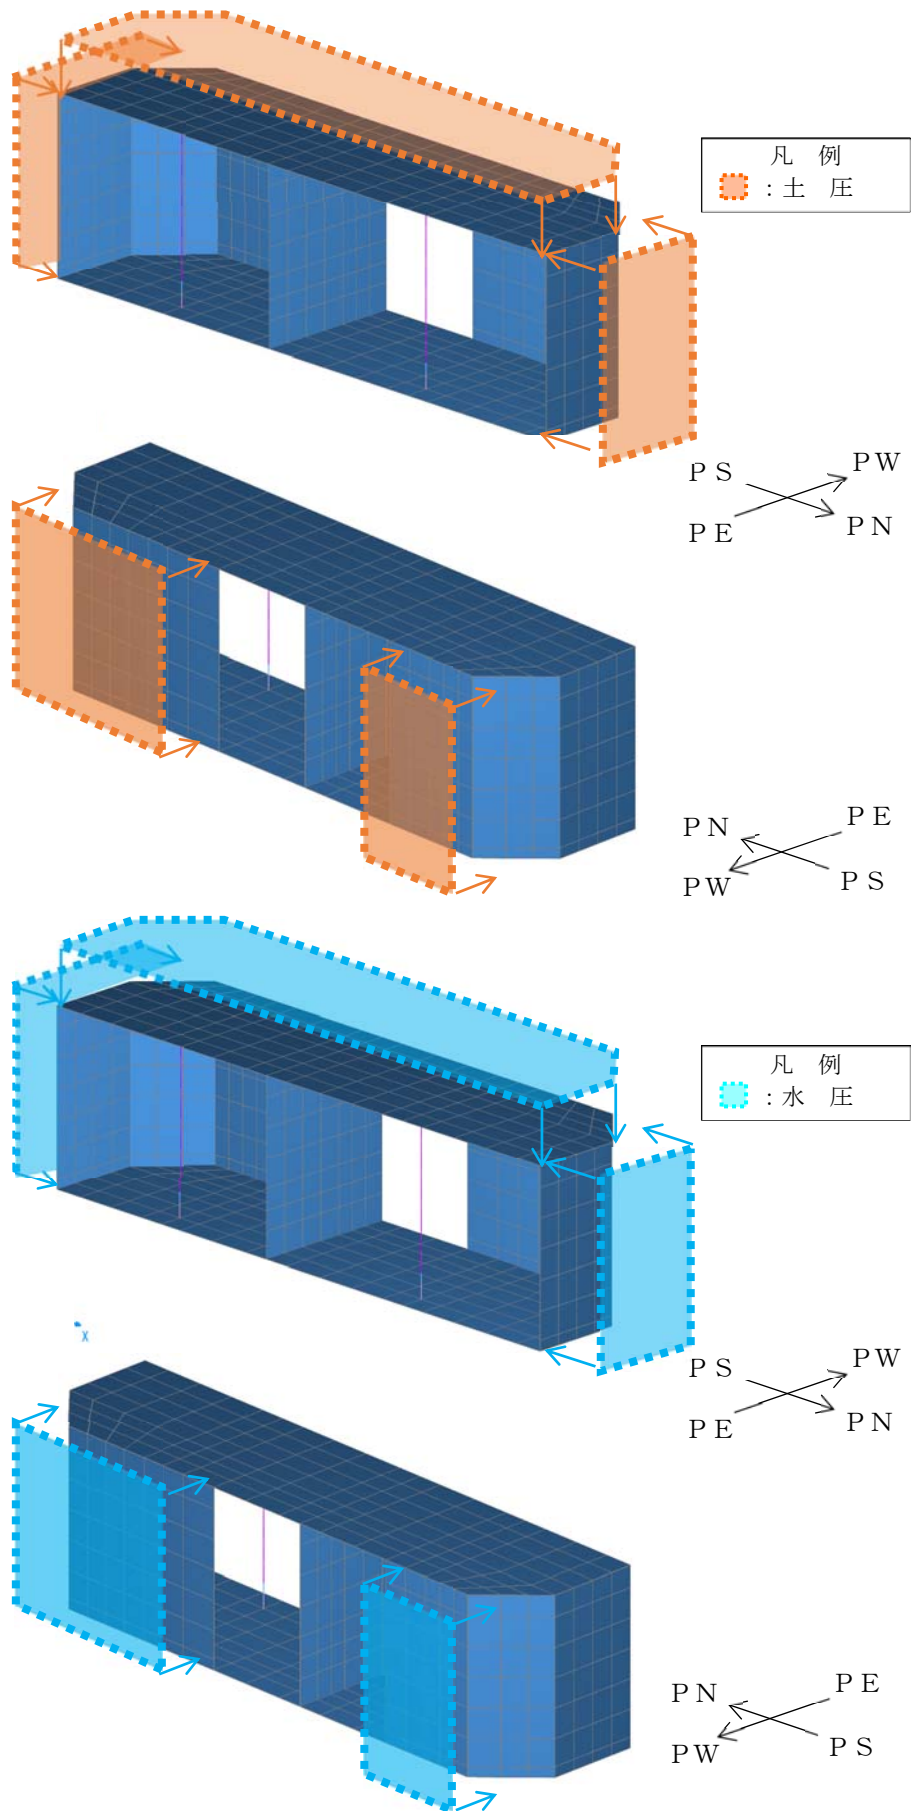 凡 例
：土 圧
PS PW
PE PN
PN PE
PW PS
凡 例
：水 圧
X
PS PW
PE PN
PN PE
PW PS